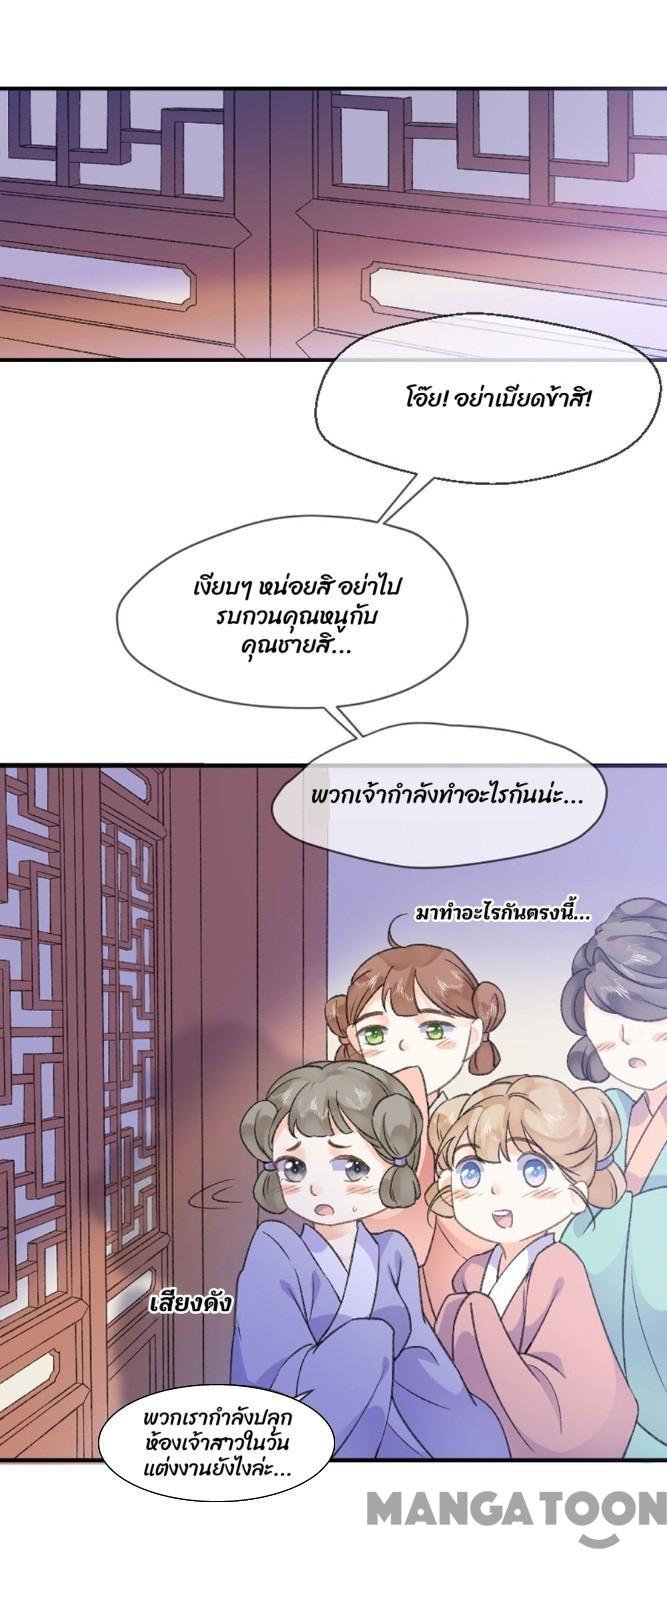 โอ๊ย! อย่าเบียดข้าสิ!
เงียบๆ หน่อยสิ อย่าไป
รบกวนคุณหนูกับ
คุณชายสิ...
พวกเจ้ากำลังทำอะไรกันน่ะ...
มาทำอะไรกันตรงนี้...
เสียงดัง
พวกเรากำลังปลุก
ห้องเจ้าสาวในวัน
แต่งงานยังไงล่ะ...
MANGATOON